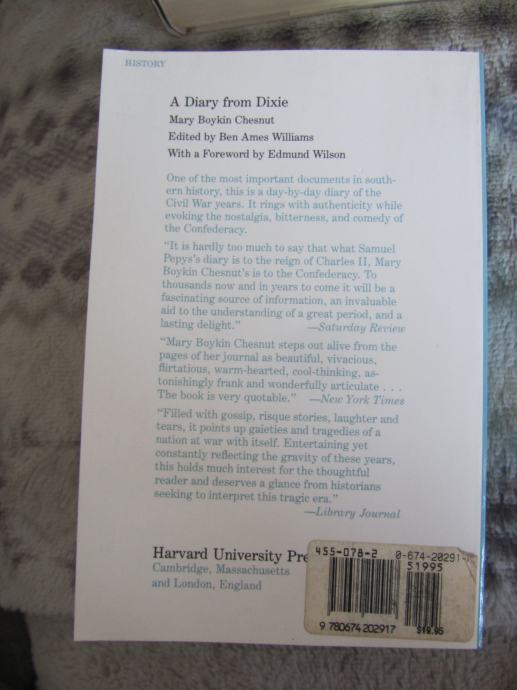 HISTORY
A Diary from Dixie
Mary Boykin Chesnut
Edited by Ben Ames Williams
With a Foreword by Edmund Wilson
One of the most important documents in south-
ern history, this is a day-by-day diary of the
Civil War years. It rings with authenticity while
evoking the nostalgia, bitterness, and comedy of
the Confederacy.
"It is hardly too much to say that what Samuel
Pepys's diary is to the reign of Charles II, Mary
Boykin Chesnut's is to the Confederacy. To
thousands now and in years to come it will be a
fascinating source of information, an invaluable
aid to the understanding of a great period, and a
lasting delight." —Saturday Review
"Mary Boykin Chesnut steps out alive from the
pages of her journal as beautiful, vivacious,
flirtatious, warm-hearted, cool-thinking, as-
tonishingly frank and wonderfully articulate . . .
The book is very quotable." —New York Times
"Filled with gossip, risque stories, laughter and
tears, it points up gaieties and tragedies of a
nation at war with itself. Entertaining yet
constantly reflecting the gravity of these years,
this holds much interest for the thoughtful
reader and deserves a glance from historians
seeking to interpret this tragic era."
—Library Journal
Harvard University Pre
Cambridge, Massachusetts
and London, England
455-078-2 0-674-20291-
51995
9 780674 202917 $19.95